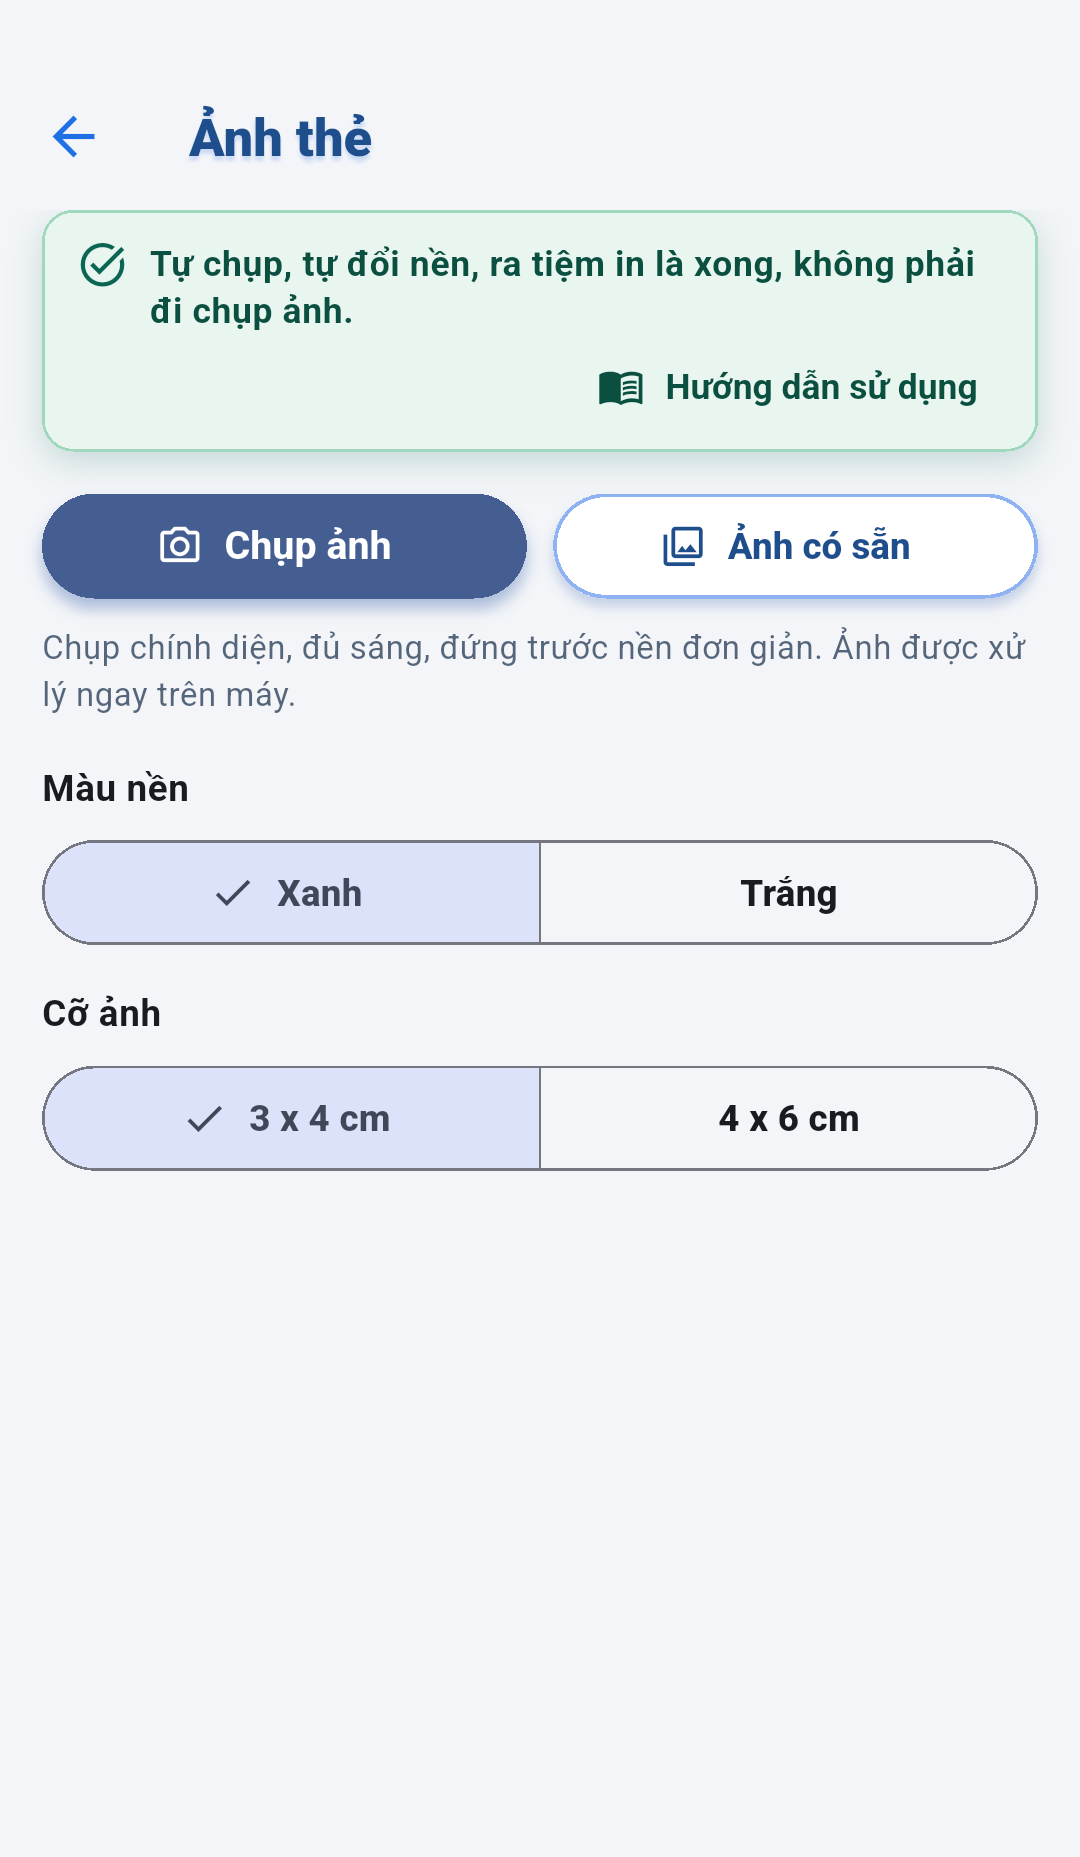 Ảnh thẻ
Tự chụp, tự đổi nền, ra tiệm in là xong, không phải
đi chụp ảnh.
Hướng dẫn sử dụng
Chụp ảnh
Ảnh có sẵn
Chụp chính diện, đủ sáng, đứng trước nền đơn giản. Ảnh được xử
lý ngay trên máy.
Màu nền
Xanh
Trắng
Cỡ ảnh
3 x 4 cm
4 x 6 cm